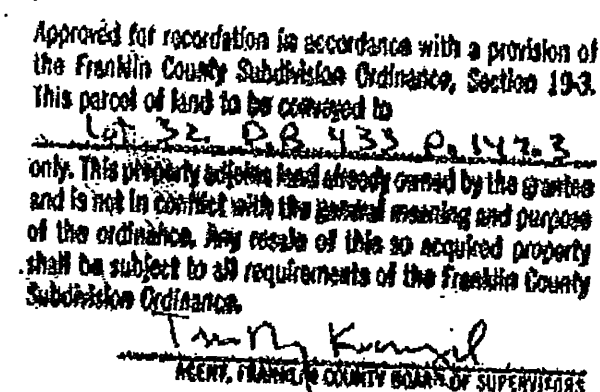 Approved for recordation in accordance with a provision of
the Franklin County Subdivision Ordinance, Section 19-3.
This parcel of land to be conveyed to
Lot 32. DB 433 P. 1473
only. This property adjoins land already owned by the grantee
and is not in conflict with the general meaning and purpose
of the ordinance. Any resale of this so acquired property
shall be subject to all requirements of the Franklin County
Subdivision Ordinance.
AGENT, FRANKLIN COUNTY BOARD OF SUPERVISORS